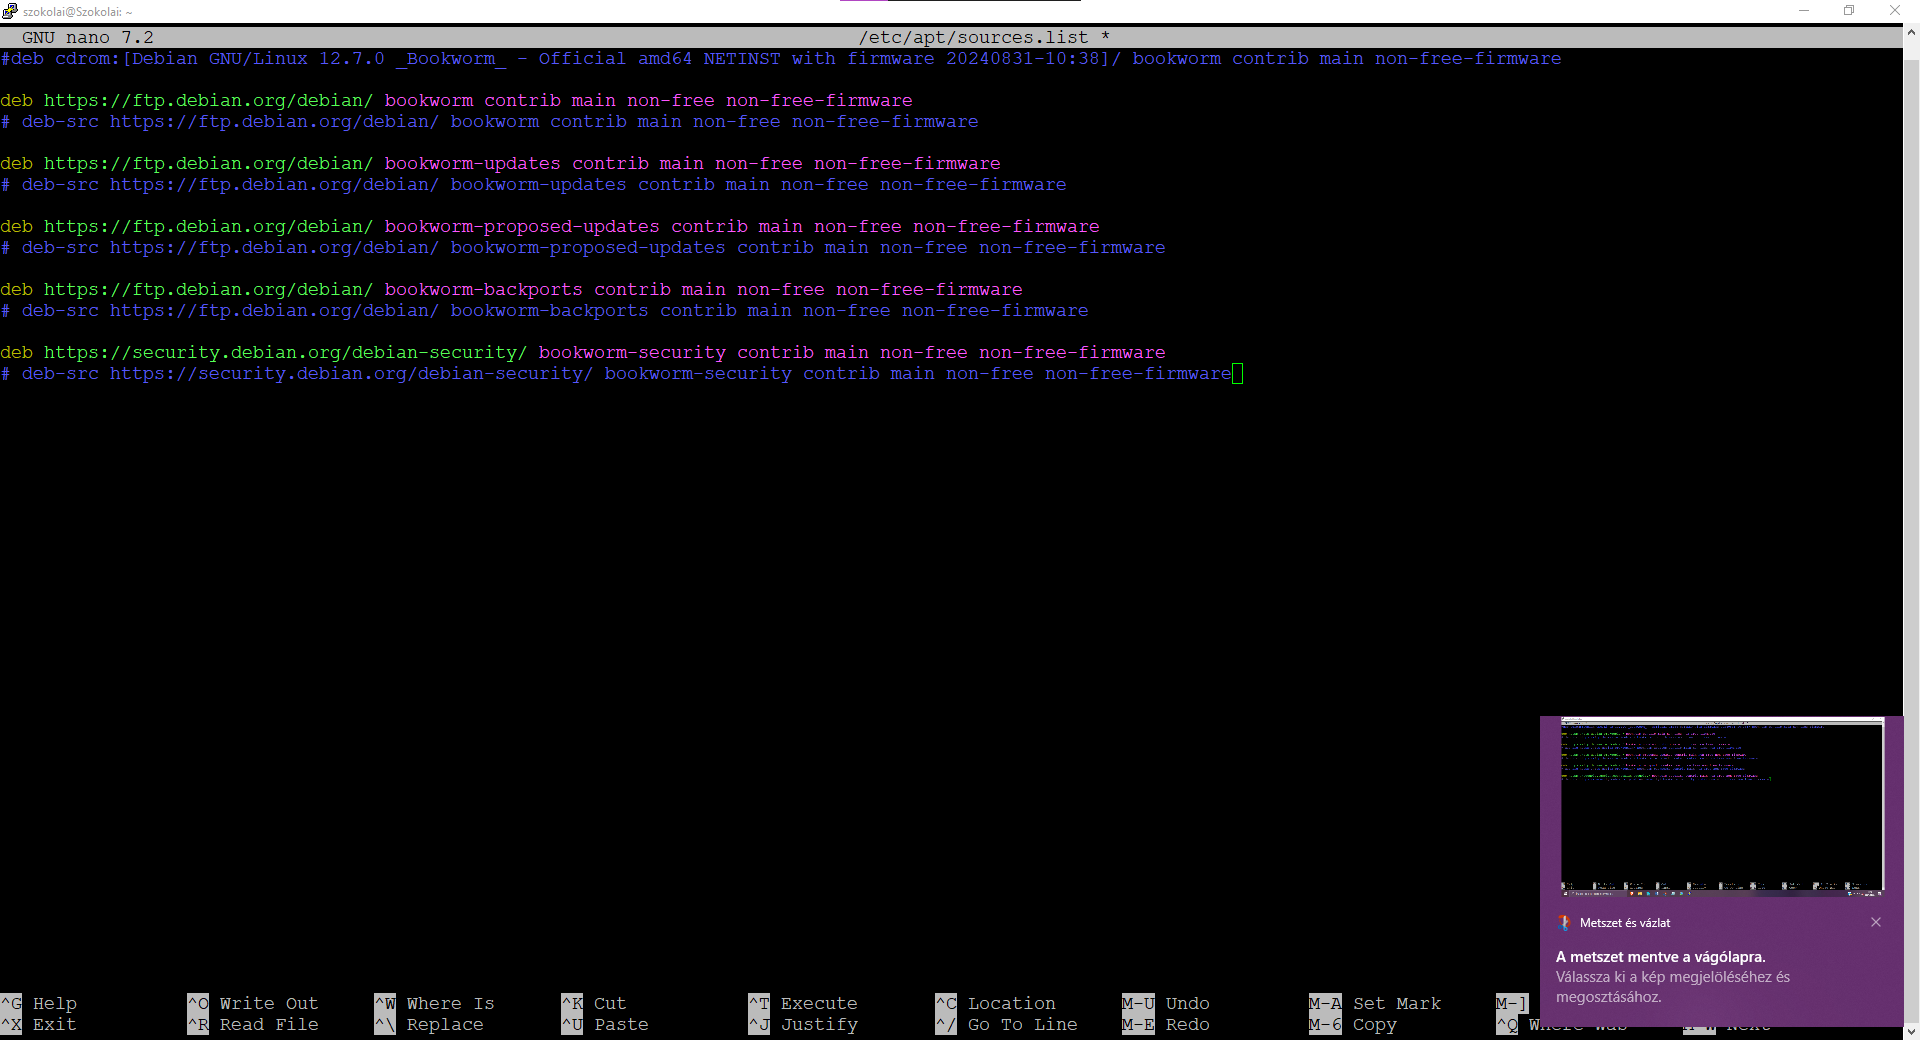 szokolai@Szokolai: ~
GNU nano 7.2 /etc/apt/sources.list *
#deb cdrom:[Debian GNU/Linux 12.7.0 _Bookworm_ - Official amd64 NETINST with firmware 20240831-10:38]/ bookworm contrib main non-free-firmware
deb https://ftp.debian.org/debian/ bookworm contrib main non-free non-free-firmware
# deb-src https://ftp.debian.org/debian/ bookworm contrib main non-free non-free-firmware
deb https://ftp.debian.org/debian/ bookworm-updates contrib main non-free non-free-firmware
# deb-src https://ftp.debian.org/debian/ bookworm-updates contrib main non-free non-free-firmware
deb https://ftp.debian.org/debian/ bookworm-proposed-updates contrib main non-free non-free-firmware
# deb-src https://ftp.debian.org/debian/ bookworm-proposed-updates contrib main non-free non-free-firmware
deb https://ftp.debian.org/debian/ bookworm-backports contrib main non-free non-free-firmware
# deb-src https://ftp.debian.org/debian/ bookworm-backports contrib main non-free non-free-firmware
deb https://security.debian.org/debian-security/ bookworm-security contrib main non-free non-free-firmware
# deb-src https://security.debian.org/debian-security/ bookworm-security contrib main non-free non-free-firmware
Metszet és vázlat
A metszet mentve a vágólapra.
Válassza ki a kép megjelöléséhez és
megosztásához.
^G Help ^O Write Out ^W Where Is ^K Cut ^T Execute ^C Location M-U Undo M-A Set Mark M-]
^X Exit ^R Read File ^\ Replace ^U Paste ^J Justify ^/ Go To Line M-E Redo M-6 Copy ^Q Where Was M-W Next